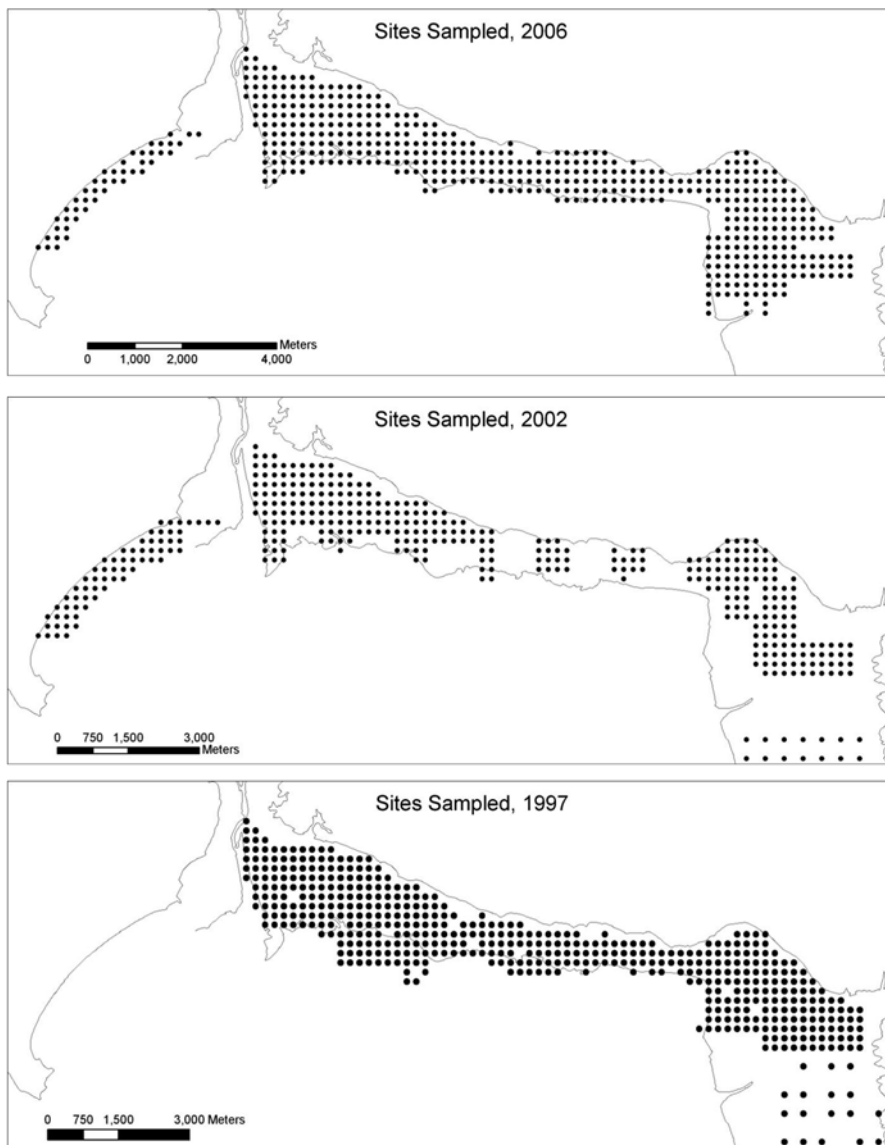 Sites Sampled, 2006
Meters
0 1,000 2,000 4,000
Sites Sampled, 2002
0 750 1,500 3,000
Meters
Sites Sampled, 1997
0 750 1,500 3,000
Meters